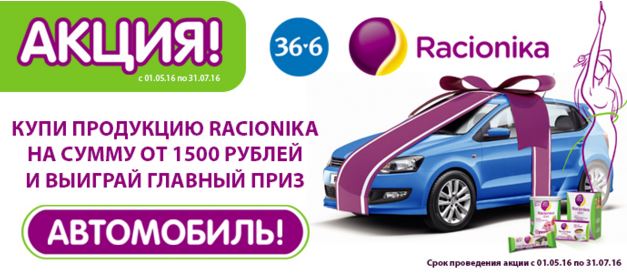 АКЦИЯ!
с 01.05.16 по 31.07.16
36·6
Racionika
КУПИ ПРОДУКЦИЮ RACIONIKA
НА СУММУ ОТ 1500 РУБЛЕЙ
И ВЫИГРАЙ ГЛАВНЫЙ ПРИЗ
АВТОМОБИЛЬ!
Racionika
Срок проведения акции с 01.05.16 по 31.07.16